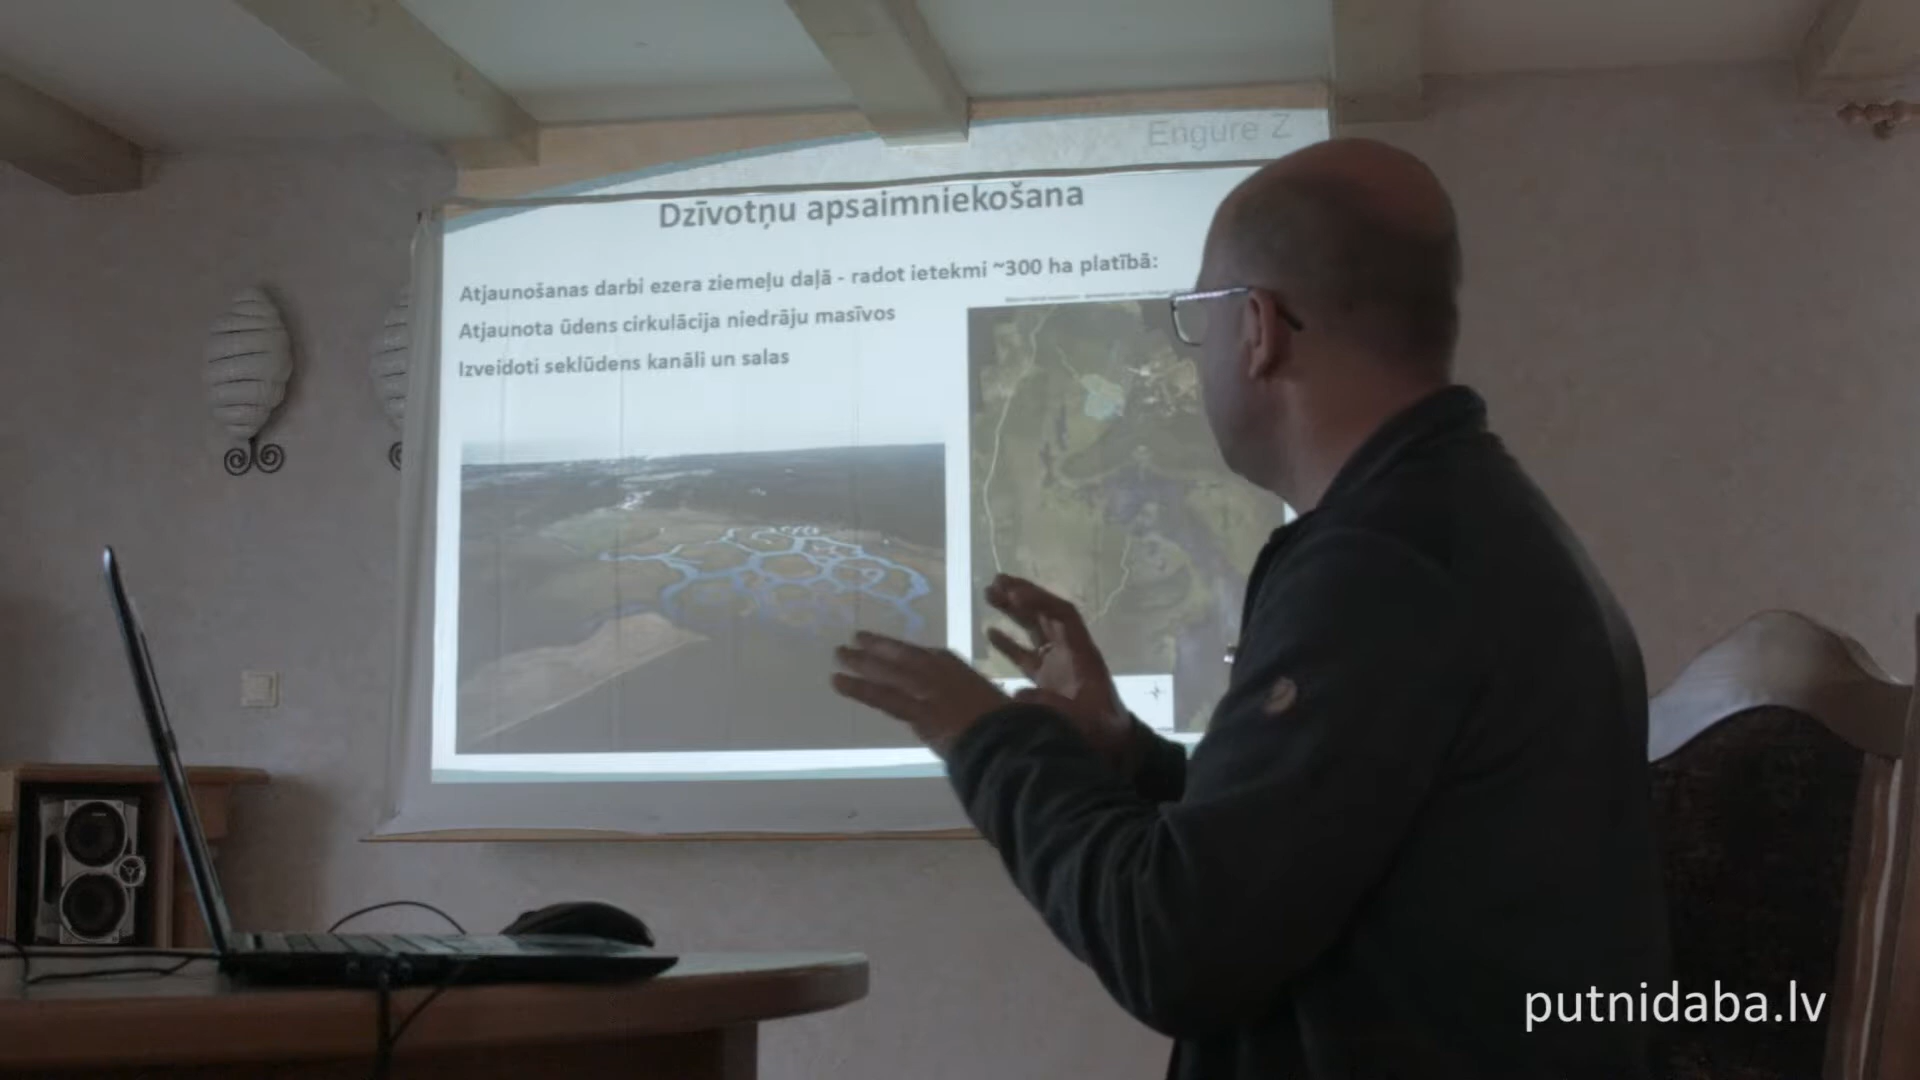 Engure Z
Dzīvotņu apsaimniekošana
Atjaunošanas darbi ezera ziemeļu daļā - radot ietekmi ~300 ha platībā:
Atjaunota ūdens cirkulācija niedrāju masīvos
Izveidoti seklūdens kanāli un salas
putnidaba.lv